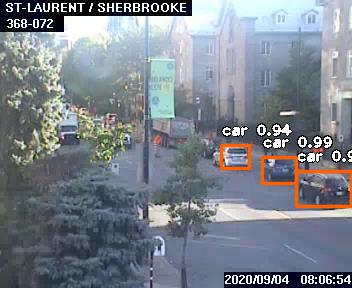 ST-LAURENT / SHERBROOKE
368-072
car 0.94
car 0.99
car 0.9
2020/09/04 08:06:54